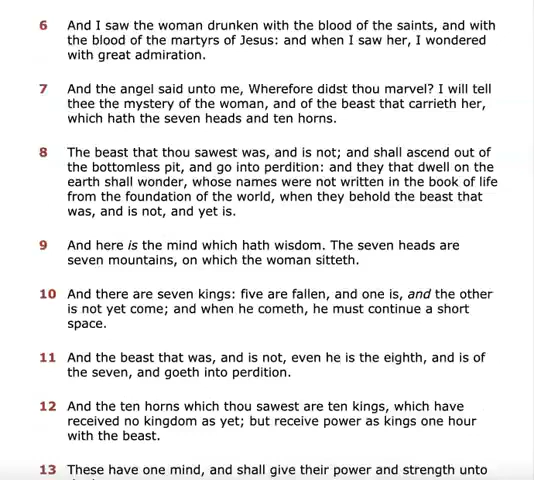 6 And I saw the woman drunken with the blood of the saints, and with
the blood of the martyrs of Jesus: and when I saw her, I wondered
with great admiration.
7 And the angel said unto me, Wherefore didst thou marvel? I will tell
thee the mystery of the woman, and of the beast that carrieth her,
which hath the seven heads and ten horns.
8 The beast that thou sawest was, and is not; and shall ascend out of
the bottomless pit, and go into perdition: and they that dwell on the
earth shall wonder, whose names were not written in the book of life
from the foundation of the world, when they behold the beast that
was, and is not, and yet is.
9 And here is the mind which hath wisdom. The seven heads are
seven mountains, on which the woman sitteth.
10 And there are seven kings: five are fallen, and one is, and the other
is not yet come; and when he cometh, he must continue a short
space.
11 And the beast that was, and is not, even he is the eighth, and is of
the seven, and goeth into perdition.
12 And the ten horns which thou sawest are ten kings, which have
received no kingdom as yet; but receive power as kings one hour
with the beast.
13 These have one mind, and shall give their power and strength unto